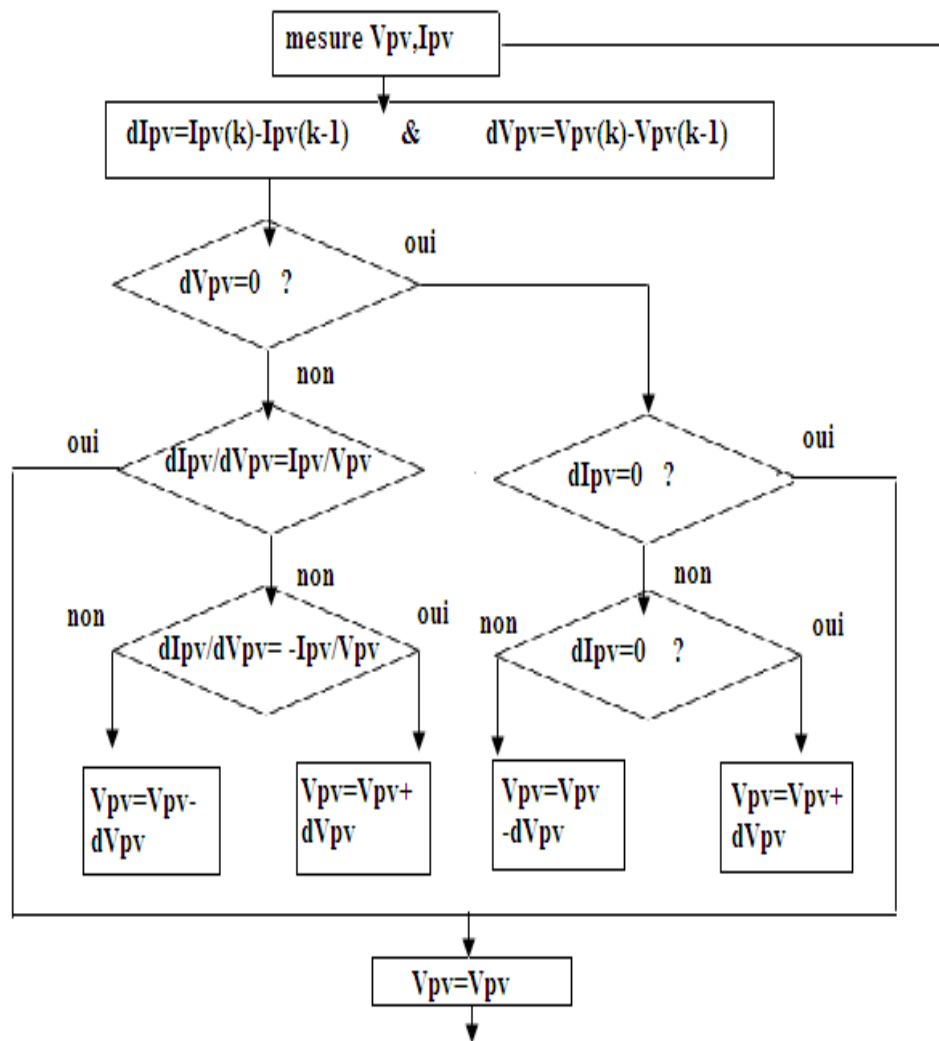 mesure Vpv,Ipv
dIpv=Ipv(k)-Ipv(k-1) & dVpv=Vpv(k)-Vpv(k-1)
oui
dVpv=0 ?
non
oui
dIpv/dVpv=Ipv/Vpv
oui
dIpv=0 ?
non
non
non
oui
dIpv/dVpv= -Ipv/Vpv
non
oui
dIpv=0 ?
Vpv=Vpv-
dVpv
Vpv=Vpv+
dVpv
Vpv=Vpv
-dVpv
Vpv=Vpv+
dVpv
Vpv=Vpv